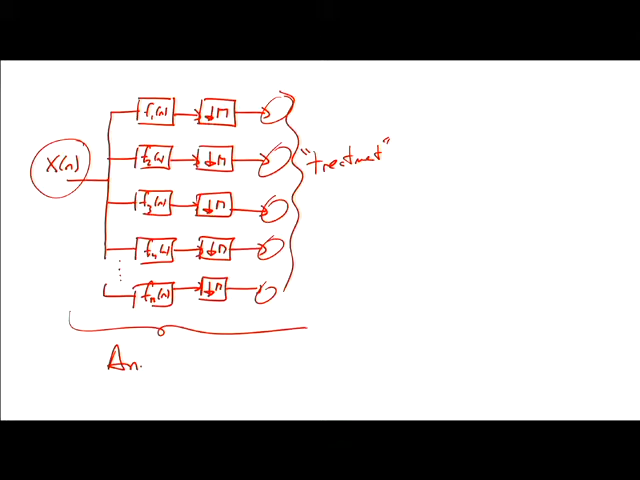 f₁(n) ↓M
X(n) f₂(n) ↓M "treatment"
f₃(n) ↓M
f₄(n) ↓M
fₙ(n) ↓M
An.